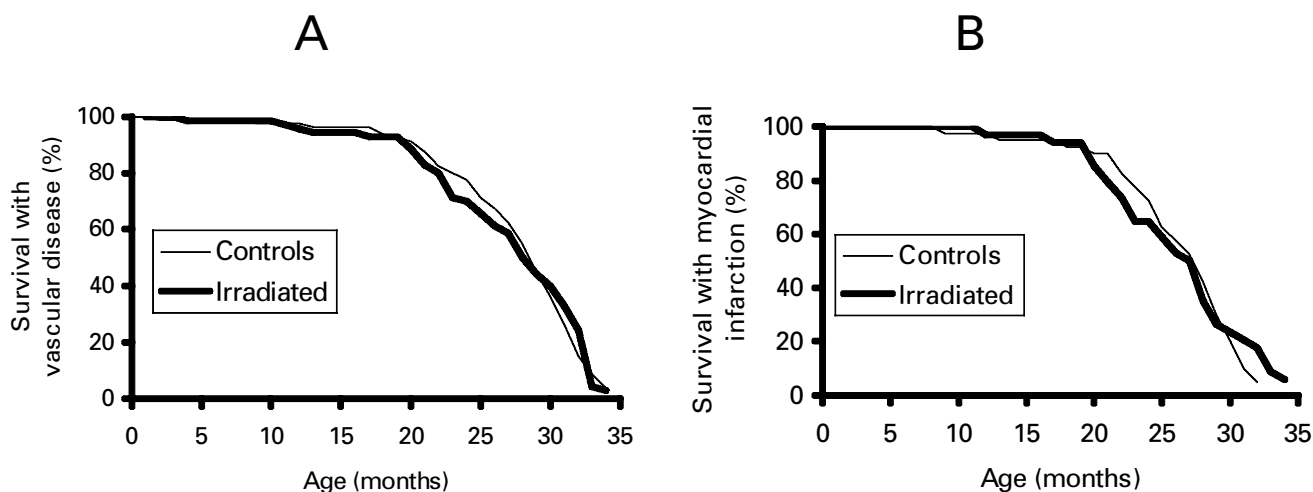 A
Survival with
vascular disease (%)
100
80
60
40
20
0
Controls
Irradiated
0 5 10 15 20 25 30 35
Age (months)
B
Survival with myocardial
infarction (%)
100
80
60
40
20
0
Controls
Irradiated
0 5 10 15 20 25 30 35
Age (months)